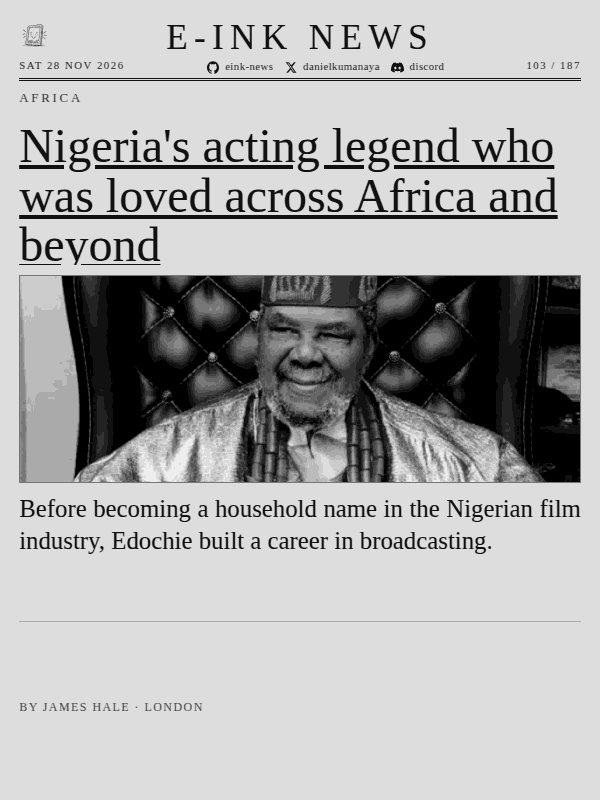 E-INK NEWS
SAT 28 NOV 2026
eink-news
danielkumanaya
discord
103 / 187
AFRICA
Nigeria's acting legend who
was loved across Africa and
beyond
Before becoming a household name in the Nigerian film
industry, Edochie built a career in broadcasting.
BY JAMES HALE · LONDON